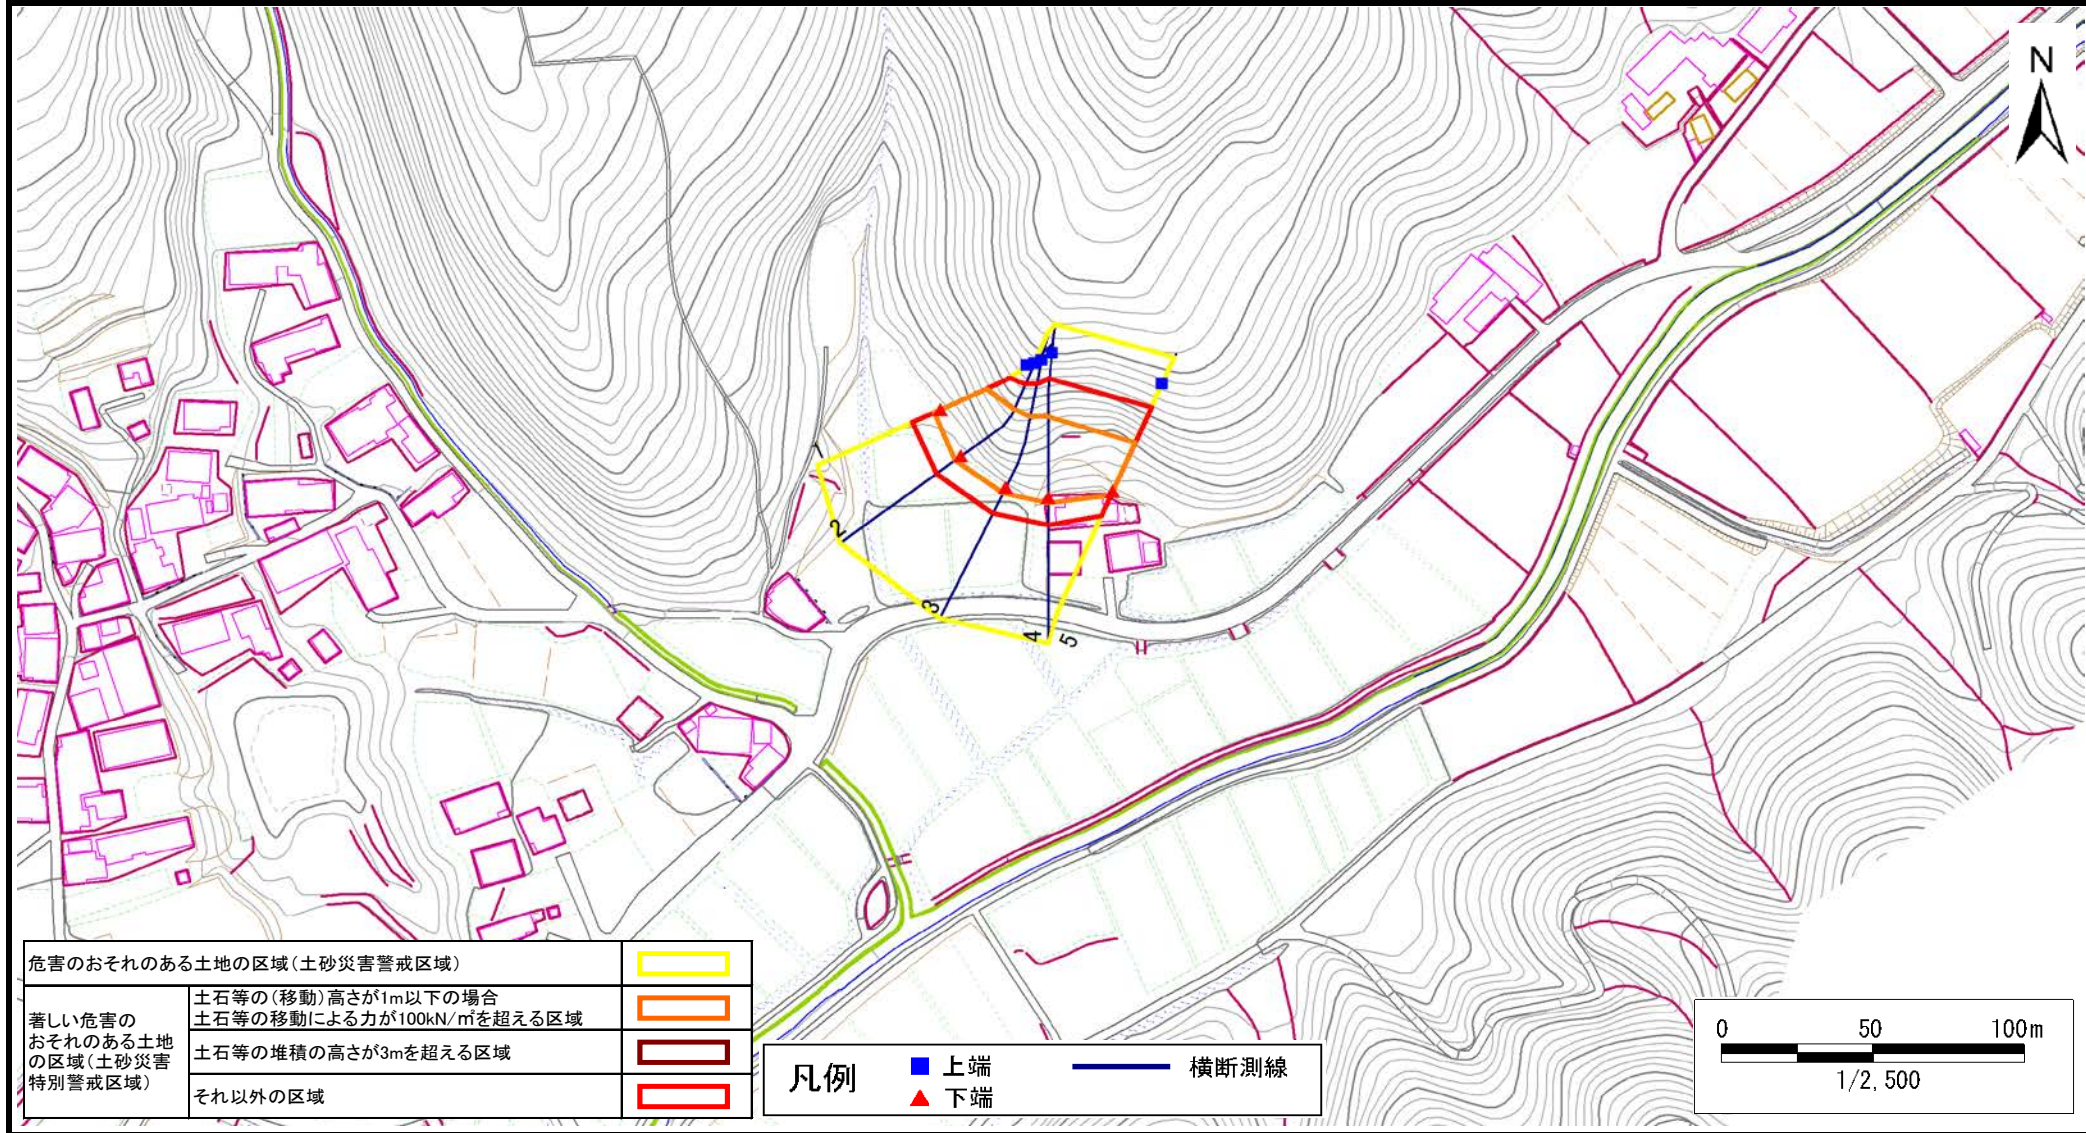 N
1
2
3
4
5
危害のおそれのある土地の区域(土砂災害警戒区域)
著しい危害の
おそれのある土地
の区域(土砂災害
特別警戒区域)
土石等の(移動)高さが1m以下の場合
土石等の移動による力が100kN/㎡を超える区域
土石等の堆積の高さが3mを超える区域
それ以外の区域
凡例
上端
下端
横断測線
0 50 100m
1/2,500